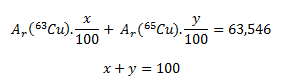 A_r(⁶³Cu).x/100 + A_r(⁶⁵Cu).y/100 = 63,546
x + y = 100